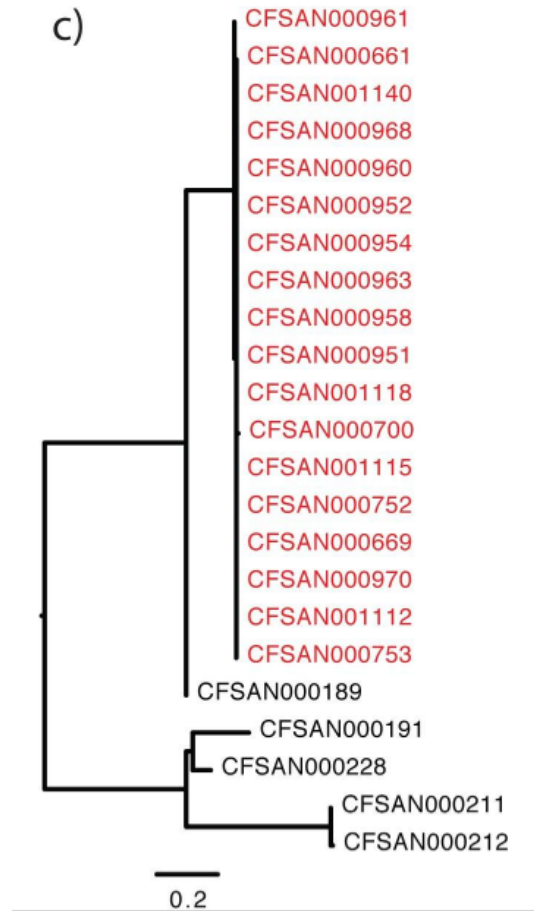 c)
CFSAN000961
CFSAN000661
CFSAN001140
CFSAN000968
CFSAN000960
CFSAN000952
CFSAN000954
CFSAN000963
CFSAN000958
CFSAN000951
CFSAN001118
CFSAN000700
CFSAN001115
CFSAN000752
CFSAN000669
CFSAN000970
CFSAN001112
CFSAN000753
CFSAN000189
CFSAN000191
CFSAN000228
CFSAN000211
CFSAN000212
0.2